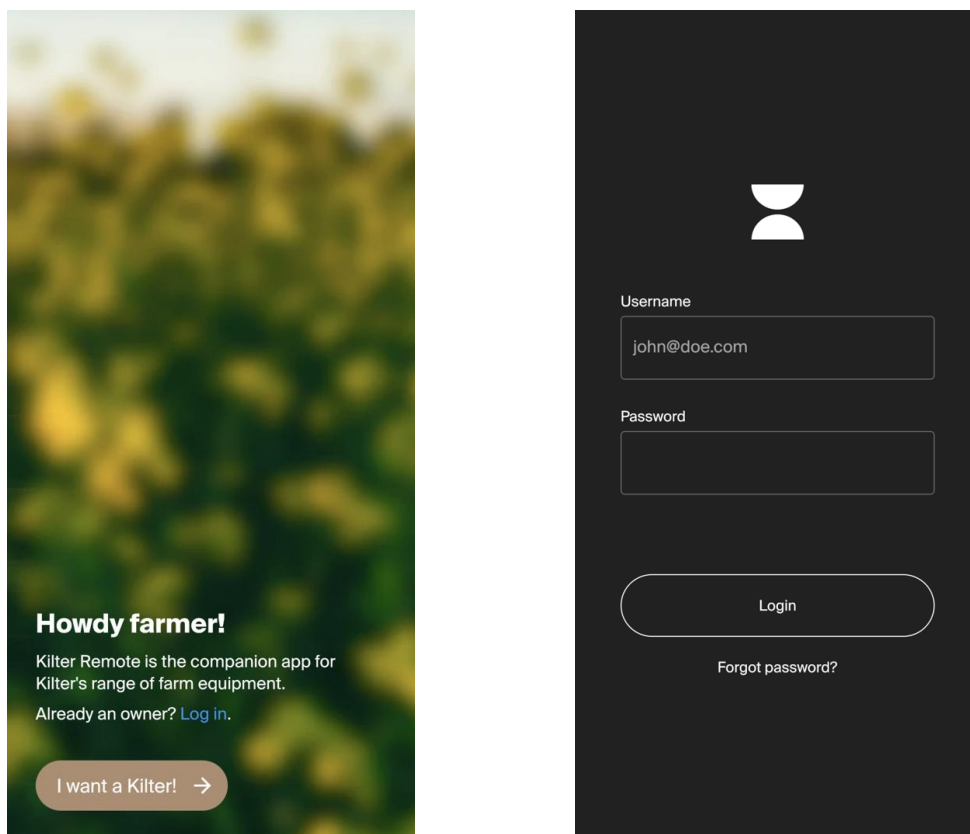 Howdy farmer!
Kilter Remote is the companion app for
Kilter's range of farm equipment.
Already an owner? Log in.
I want a Kilter!
Username
john@doe.com
Password
Login
Forgot password?